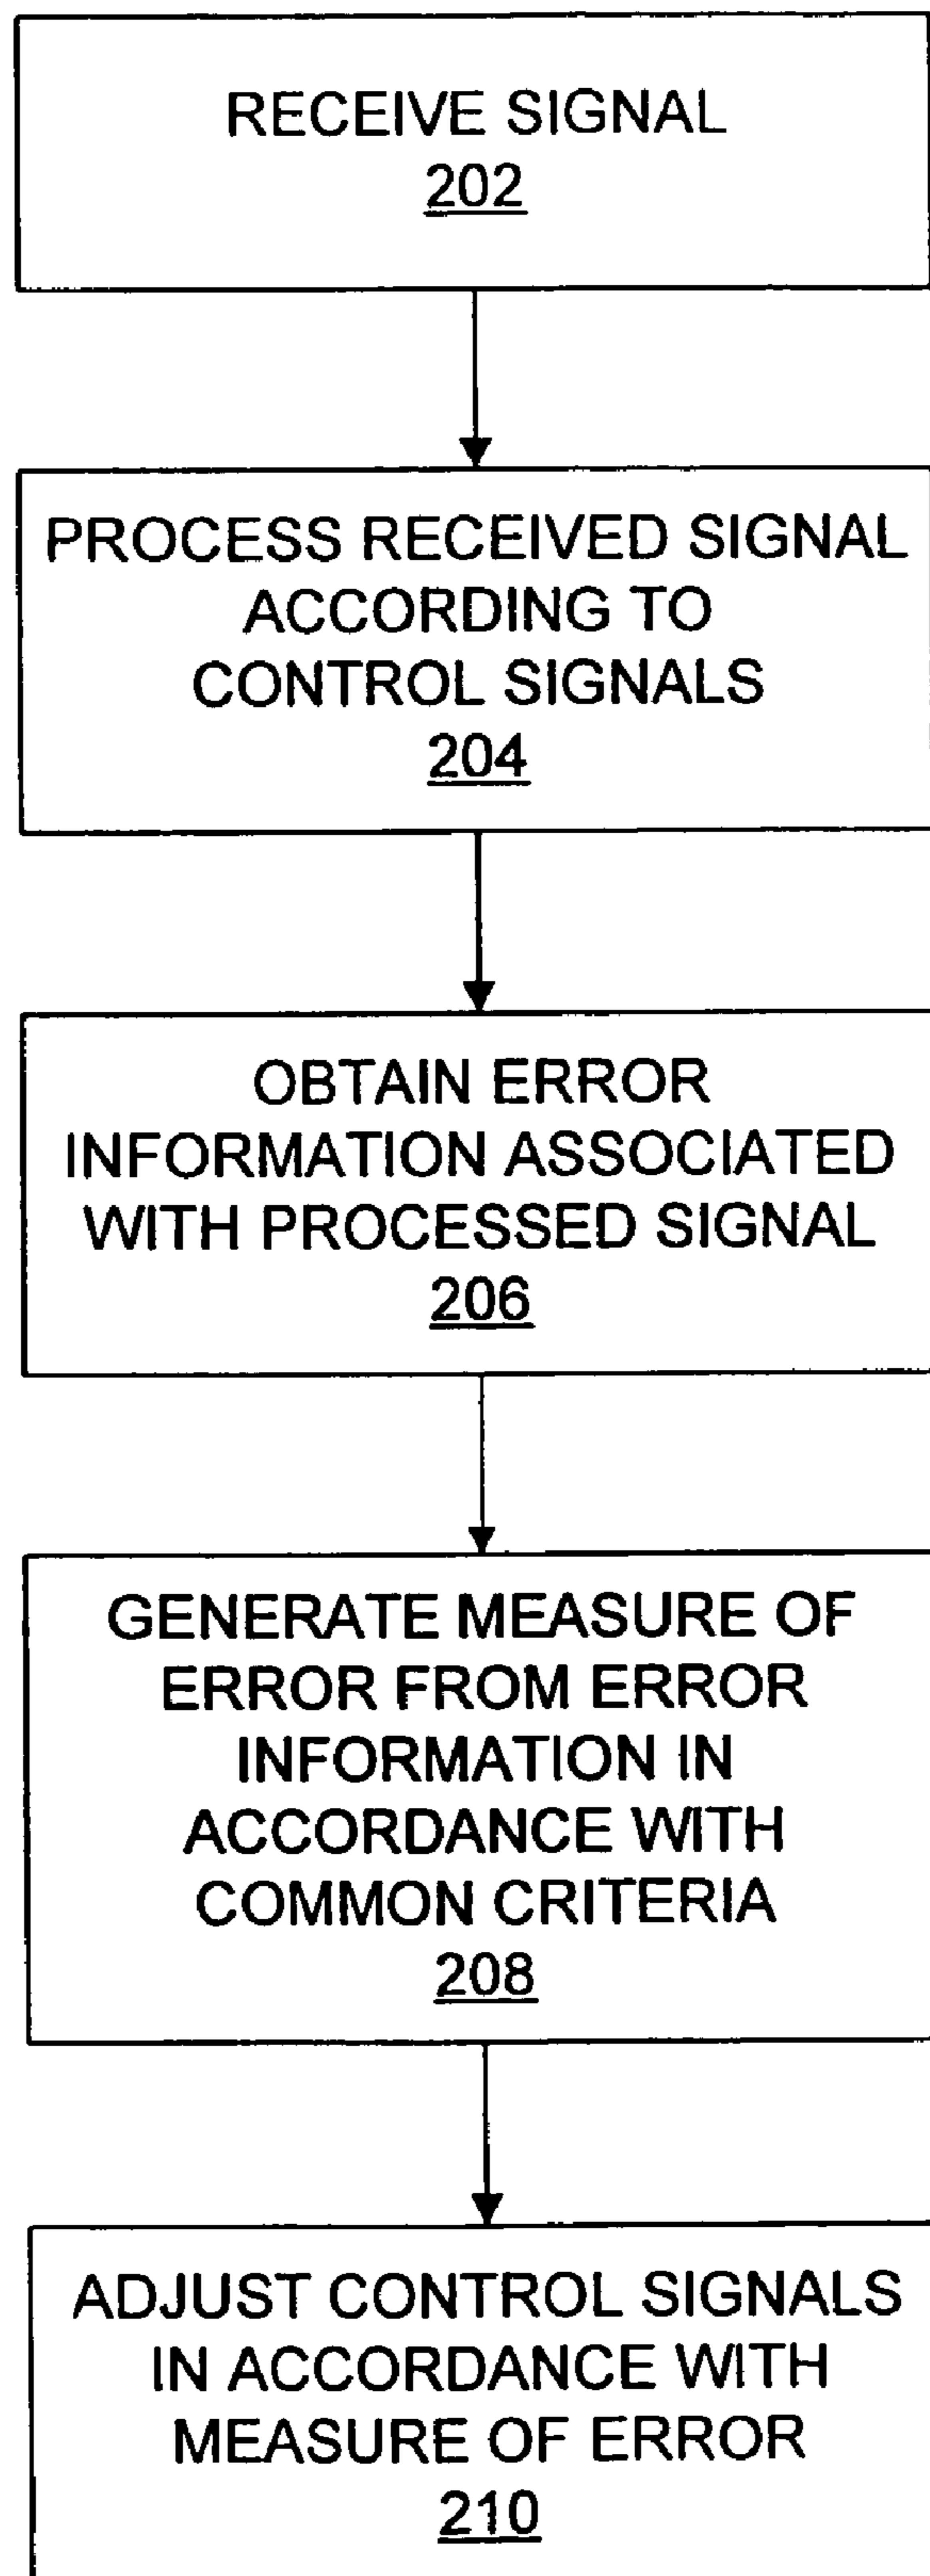 RECEIVE SIGNAL
202
PROCESS RECEIVED SIGNAL
ACCORDING TO
CONTROL SIGNALS
204
OBTAIN ERROR
INFORMATION ASSOCIATED
WITH PROCESSED SIGNAL
206
GENERATE MEASURE OF
ERROR FROM ERROR
INFORMATION IN
ACCORDANCE WITH
COMMON CRITERIA
208
ADJUST CONTROL SIGNALS
IN ACCORDANCE WITH
MEASURE OF ERROR
210